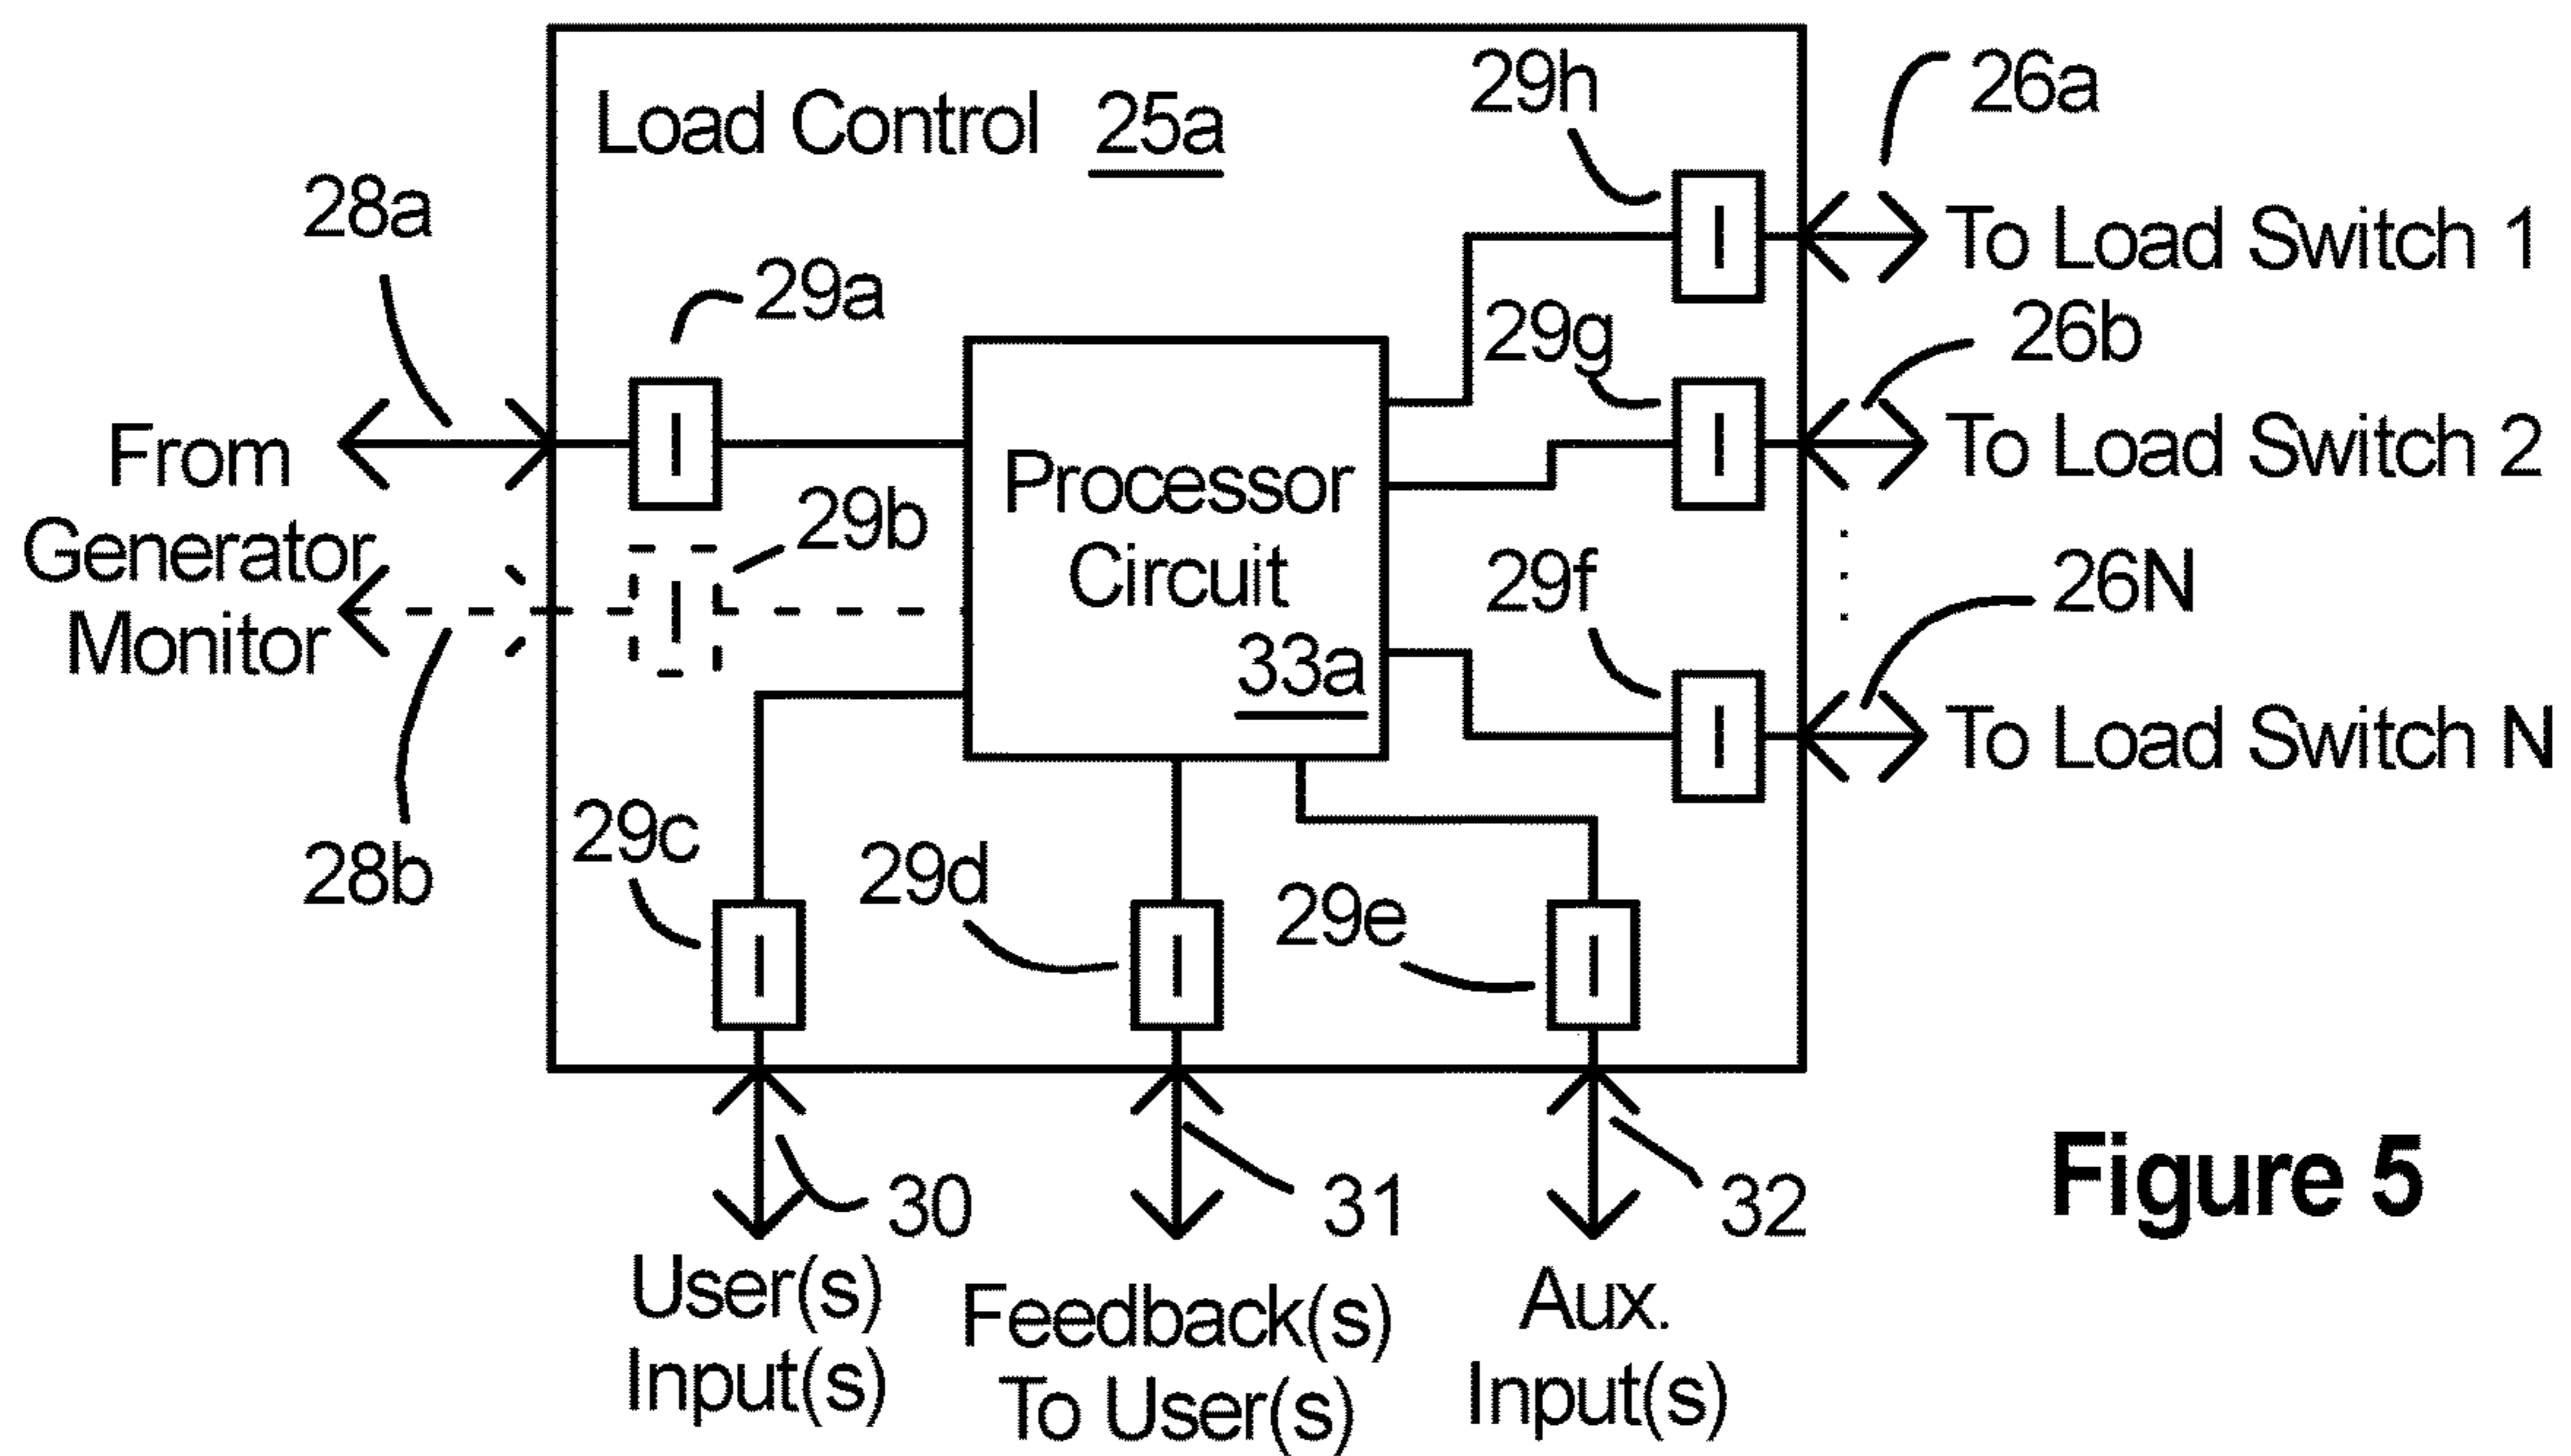 Load Control 25a
29h
26a
To Load Switch 1
28a
29a
29g
26b
To Load Switch 2
From
Generator
Monitor
29b
Processor
Circuit
33a
29f
26N
To Load Switch N
28b
29c
29d
29e
I
I
I
I
I
I
I
I
30
31
32
User(s)
Input(s)
Feedback(s)
To User(s)
Aux.
Input(s)
Figure 5